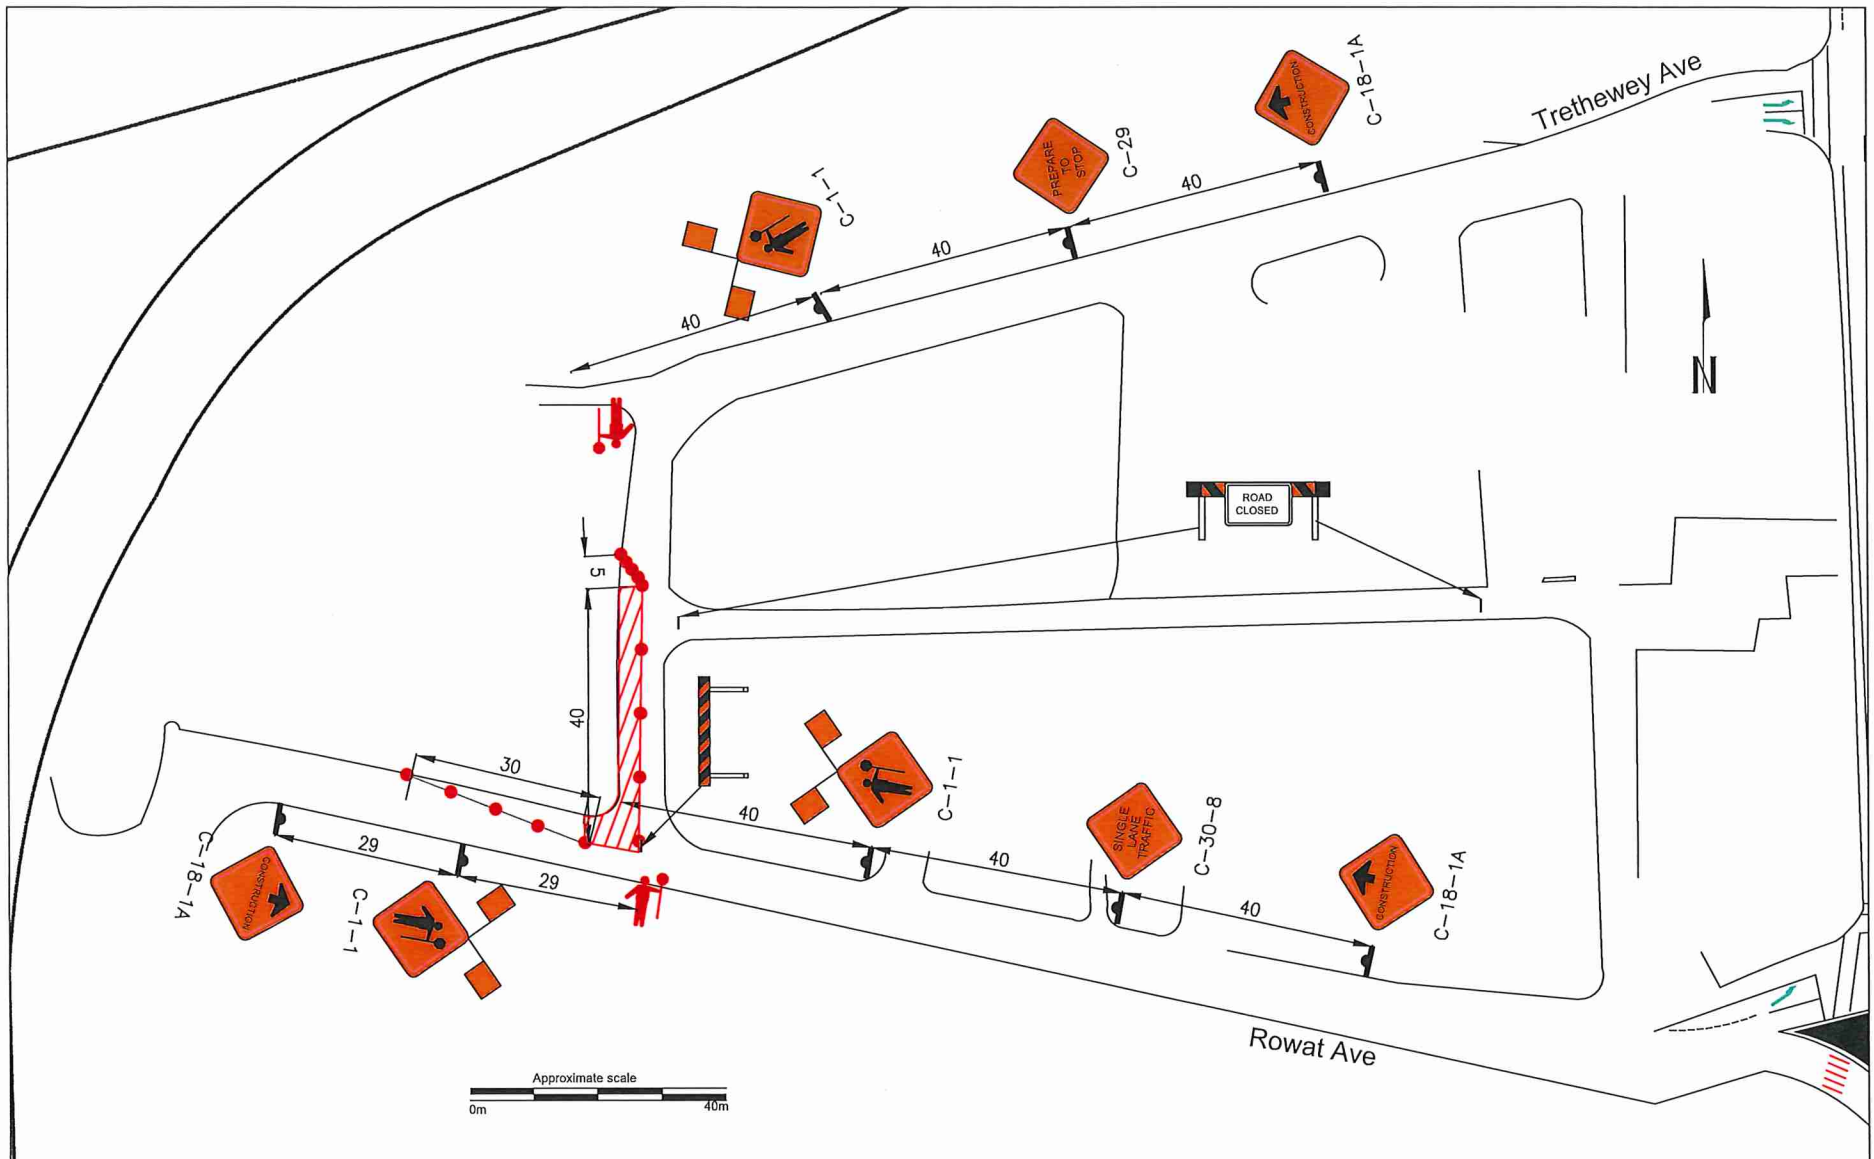 Trethewey Ave
CONSTRUCTION
C-18-1A
40
PREPARE
TO
STOP
C-29
40
C-1-1
40
N
ROAD
CLOSED
5
40
30
40
C-1-1
40
SINGLE
LANE
TRAFFIC
C-30-8
40
CONSTRUCTION
C-18-1A
29
29
C-18-1A
CONSTRUCTION
C-1-1
Rowat Ave
Approximate scale
0m
40m